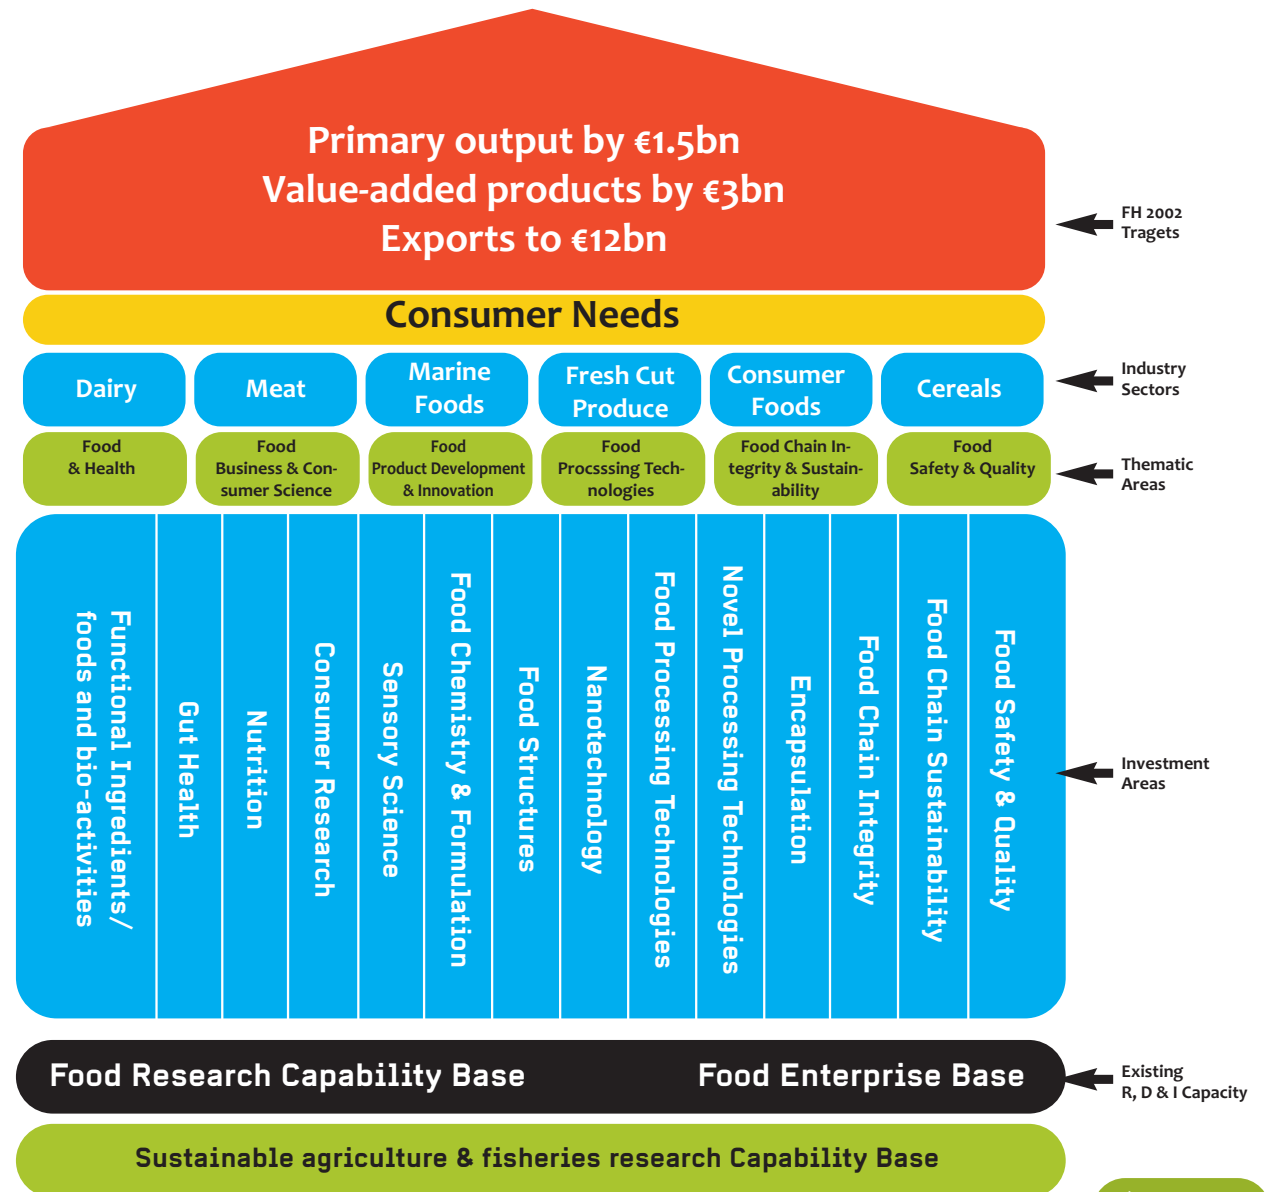 Primary output by €1.5bn
Value-added products by €3bn
Exports to €12bn
FH 2002
Tragets
Consumer Needs
Dairy
Meat
Marine
Foods
Fresh Cut
Produce
Consumer
Foods
Cereals
Industry
Sectors
Food
& Health
Food
Business & Con-
sumer Science
Food
Product Development
& Innovation
Food
Procsssing Tech-
nologies
Food Chain In-
tegrity & Sustain-
ability
Food
Safety & Quality
Thematic
Areas
Functional Ingredients/
foods and bio-activities
Gut Health
Nutrition
Consumer Research
Sensory Science
Food Chemistry & Formulation
Food Structures
Nanotechnology
Food Processing Technologies
Novel Processing Technologies
Encapsulation
Food Chain Integrity
Food Chain Sustainability
Food Safety & Quality
Investment
Areas
Food Research Capability Base
Food Enterprise Base
Existing
R, D & I Capacity
Sustainable agriculture & fisheries research Capability Base